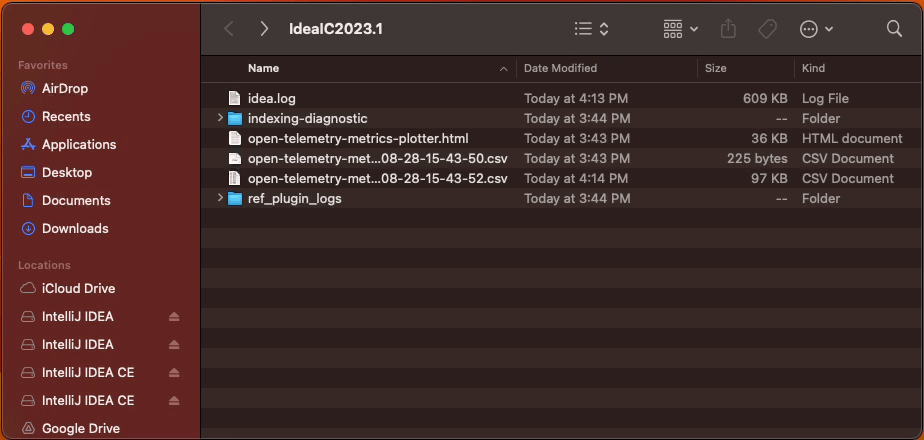 IdeaIC2023.1
Favorites
AirDrop
Recents
Applications
Desktop
Documents
Downloads
Locations
iCloud Drive
IntelliJ IDEA
IntelliJ IDEA
IntelliJ IDEA CE
IntelliJ IDEA CE
Google Drive
Name Date Modified Size Kind
idea.log Today at 4:13 PM 609 KB Log File
indexing-diagnostic Today at 3:44 PM -- Folder
open-telemetry-metrics-plotter.html Today at 3:43 PM 36 KB HTML document
open-telemetry-met...08-28-15-43-50.csv Today at 3:43 PM 225 bytes CSV Document
open-telemetry-met...08-28-15-43-52.csv Today at 4:14 PM 97 KB CSV Document
ref_plugin_logs Today at 3:44 PM -- Folder